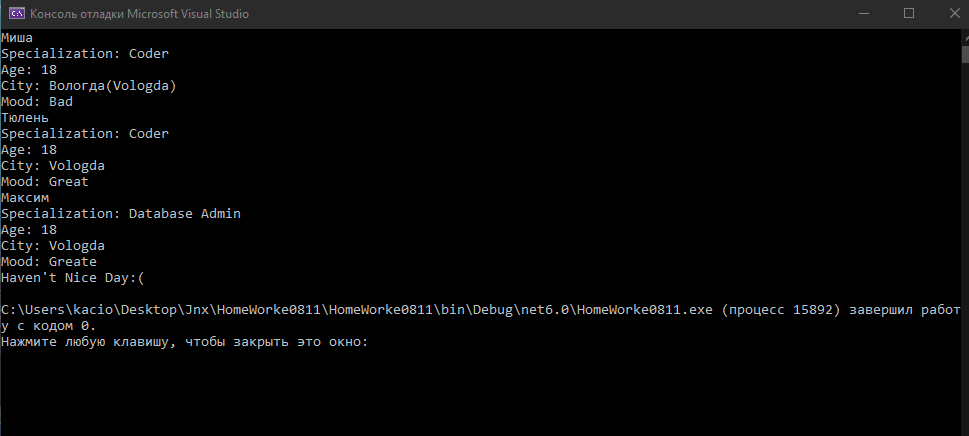 Консоль отладки Microsoft Visual Studio
Миша
Specialization: Coder
Age: 18
City: Вологда(Vologda)
Mood: Bad
Тюлень
Specialization: Coder
Age: 18
City: Vologda
Mood: Great
Максим
Specialization: Database Admin
Age: 18
City: Vologda
Mood: Greate
Haven't Nice Day:(
C:\Users\kacio\Desktop\Jnx\HomeWorke0811\HomeWorke0811\bin\Debug\net6.0\HomeWorke0811.exe (процесс 15892) завершил работ
у с кодом 0.
Нажмите любую клавишу, чтобы закрыть это окно: